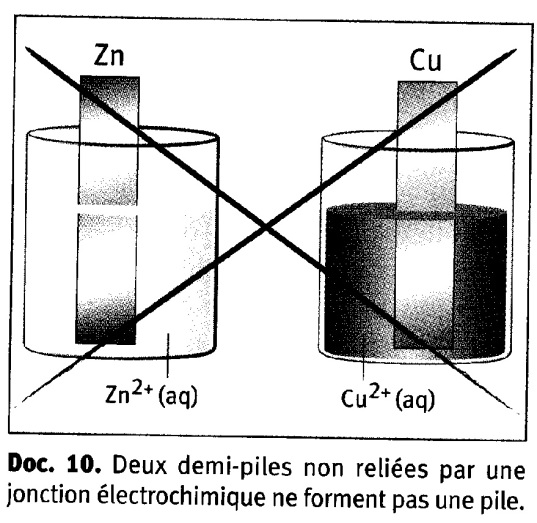 Zn
Cu
Zn²⁺(aq)
Cu²⁺(aq)
Doc. 10. Deux demi-piles non reliées par une
jonction électrochimique ne forment pas une pile.